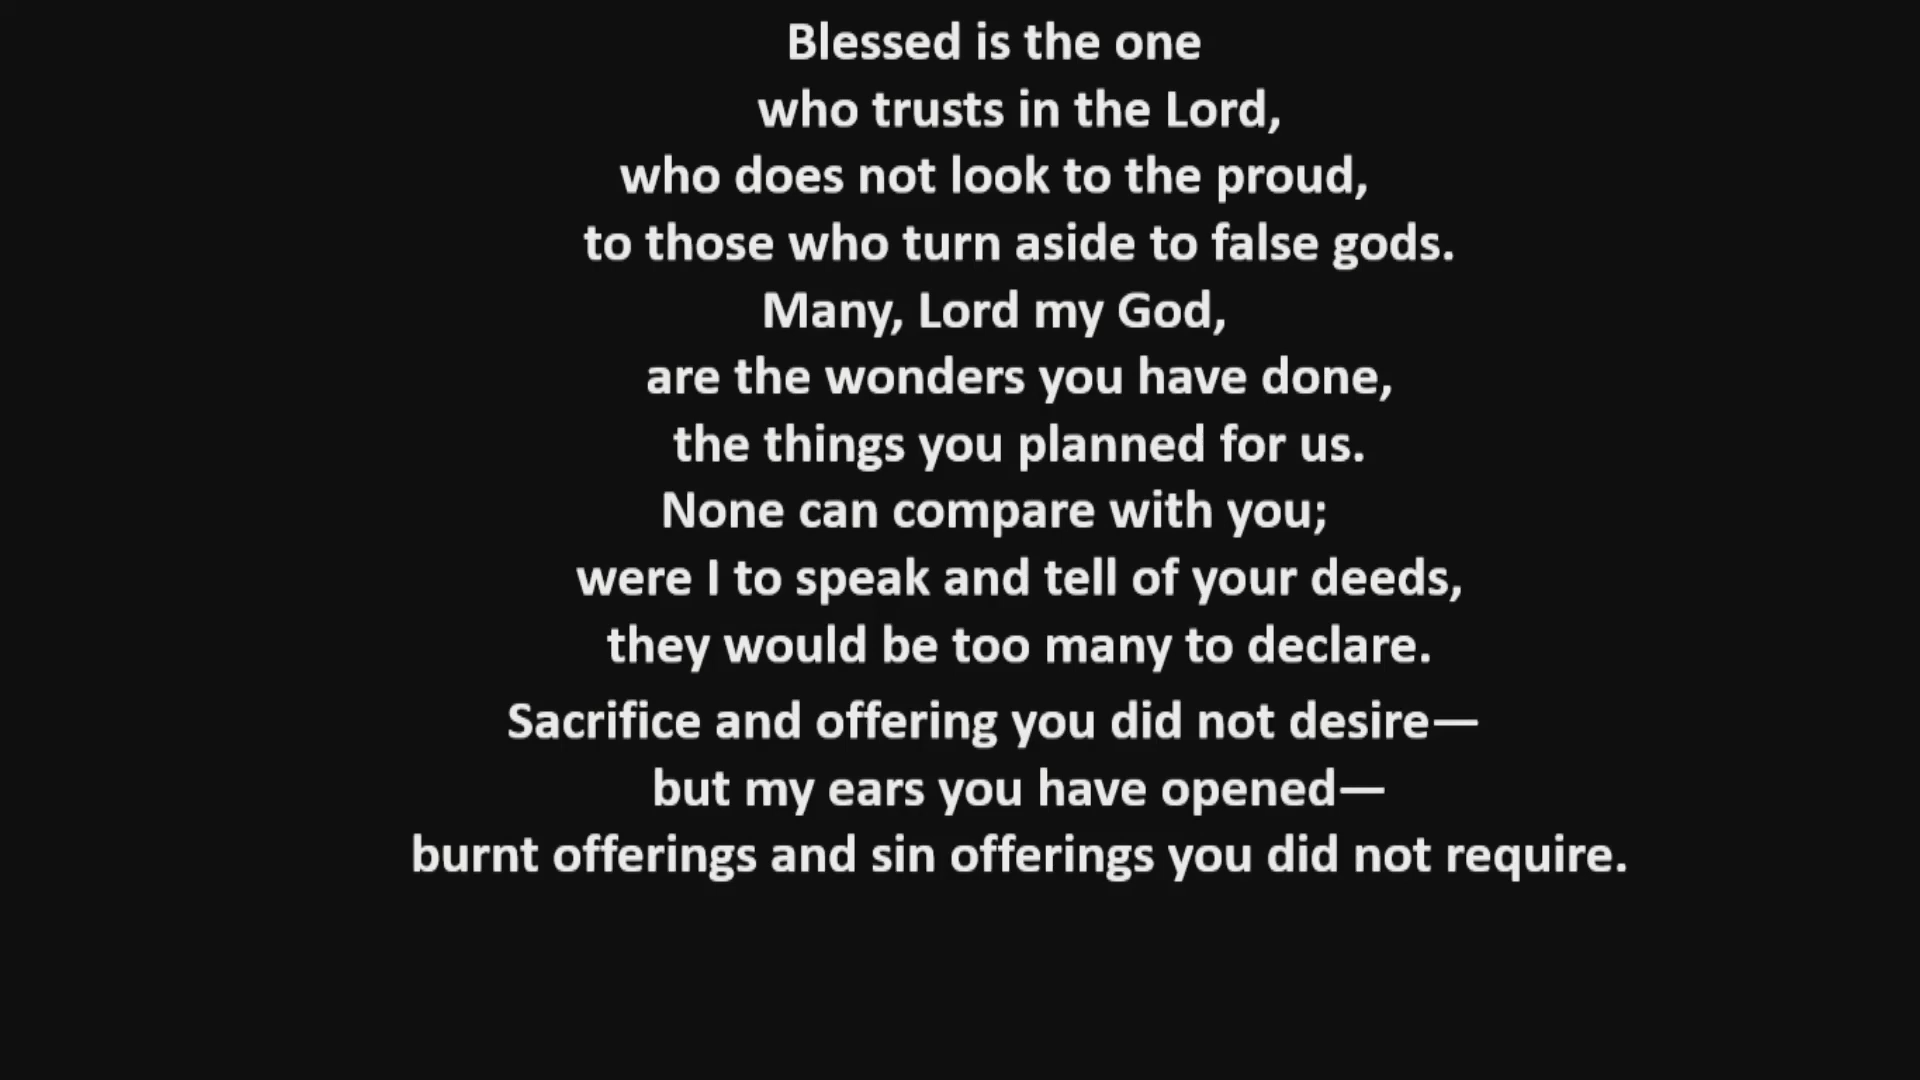 Blessed is the one
who trusts in the Lord,
who does not look to the proud,
to those who turn aside to false gods.
Many, Lord my God,
are the wonders you have done,
the things you planned for us.
None can compare with you;
were I to speak and tell of your deeds,
they would be too many to declare.
Sacrifice and offering you did not desire—
but my ears you have opened—
burnt offerings and sin offerings you did not require.